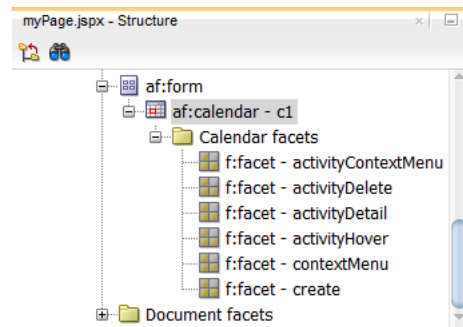 myPage.jspx - Structure
af:form
af:calendar - c1
Calendar facets
f:facet - activityContextMenu
f:facet - activityDelete
f:facet - activityDetail
f:facet - activityHover
f:facet - contextMenu
f:facet - create
Document facets